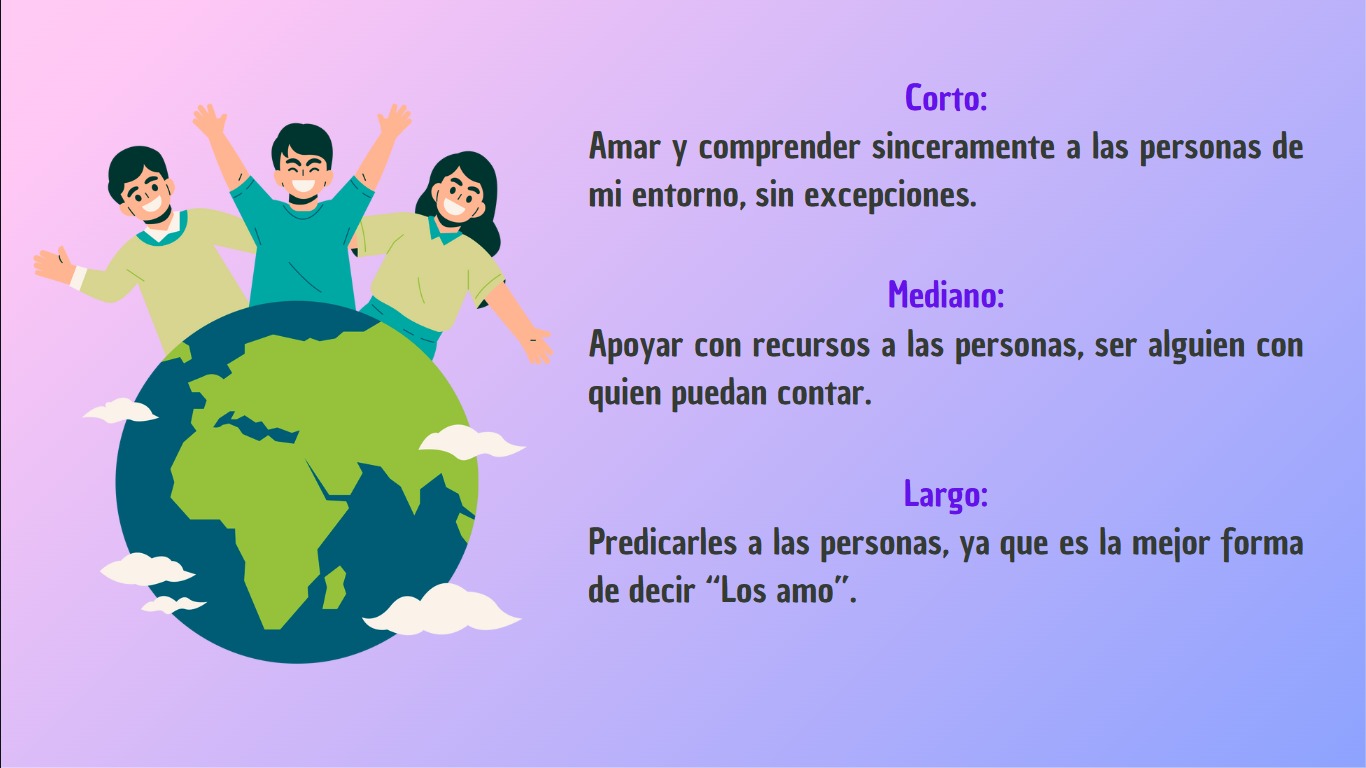 Corto:
Amar y comprender sinceramente a las personas de
mi entorno, sin excepciones.
Mediano:
Apoyar con recursos a las personas, ser alguien con
quien puedan contar.
Largo:
Predicarles a las personas, ya que es la mejor forma
de decir “Los amo”.